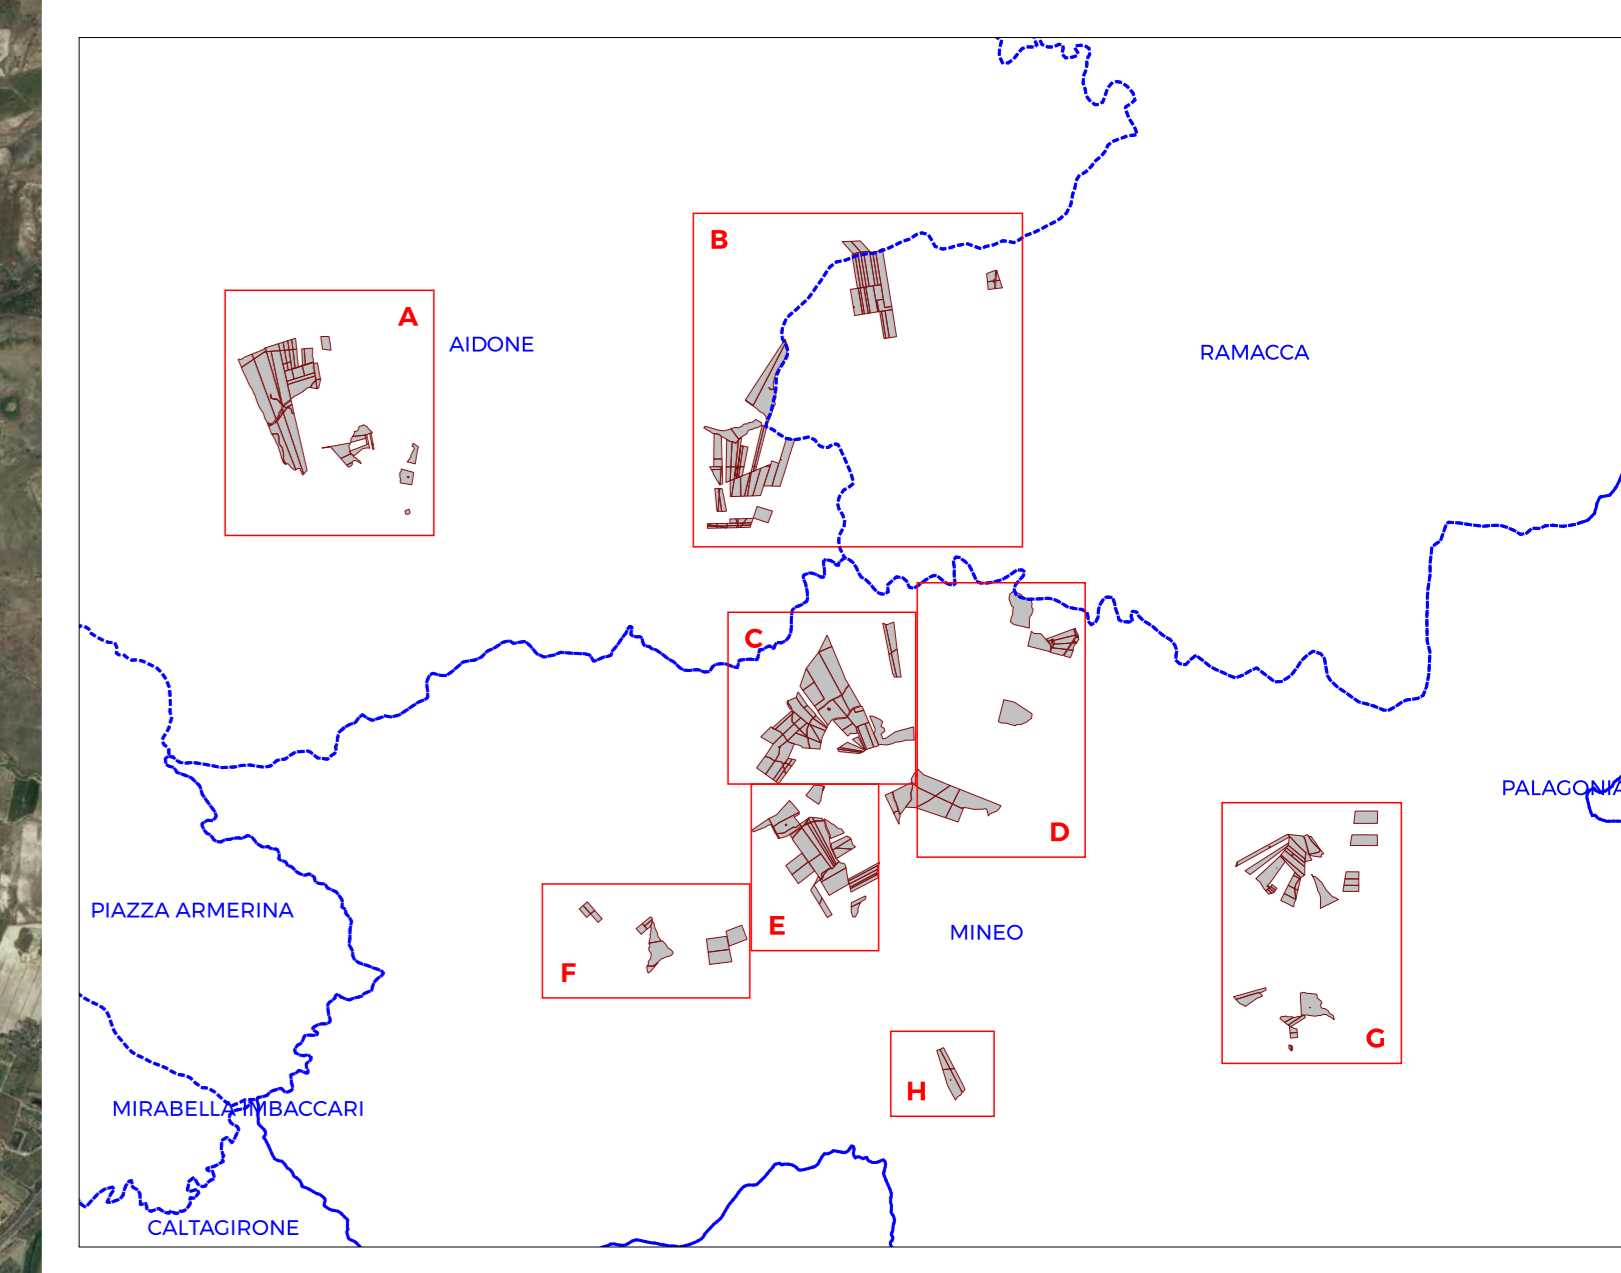 B
A
AIDONE
RAMACCA
C
PALAGONIA
D
PIAZZA ARMERINA
E
MINEO
F
G
H
MIRABELLA IMBACCARI
CALTAGIRONE